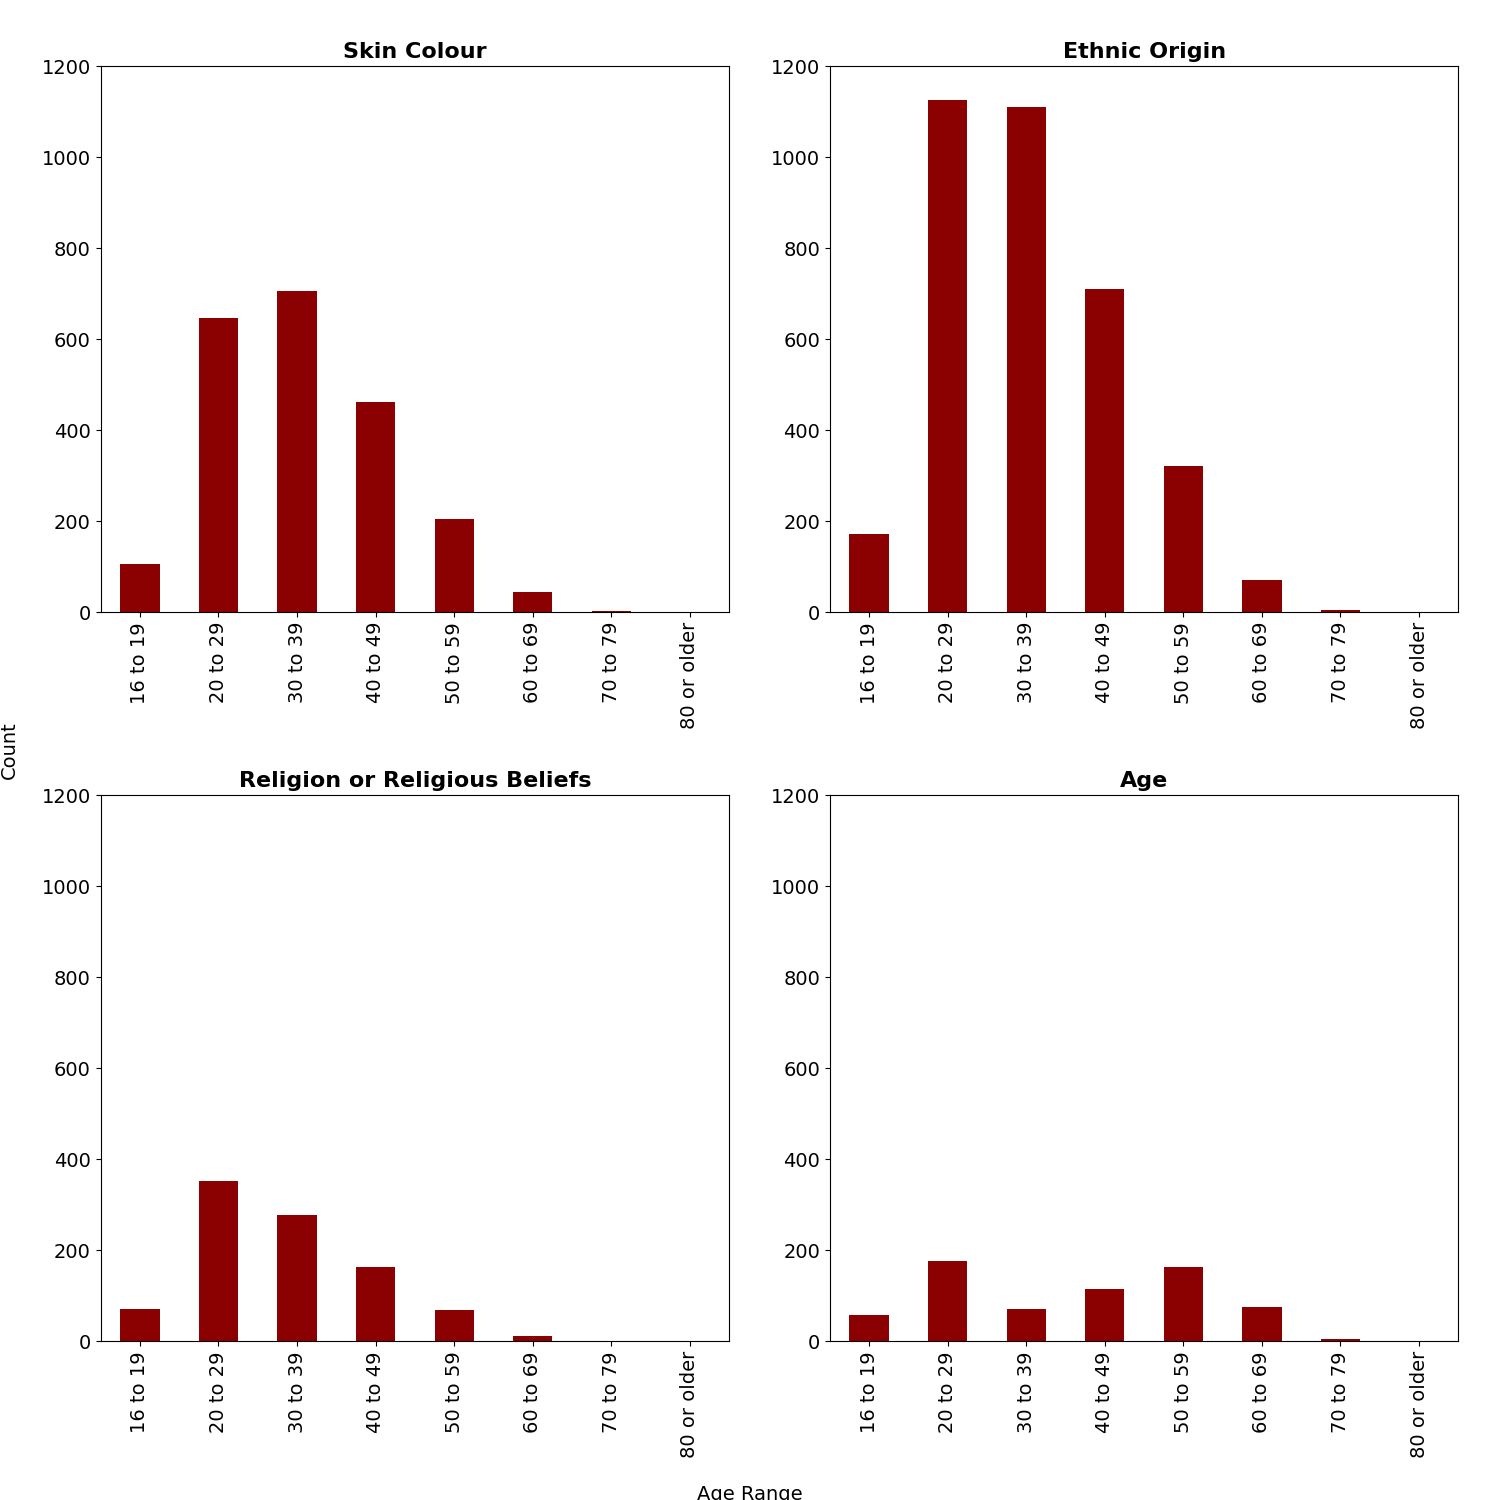 Skin Colour
1200
1000
800
600
400
200
0
16 to 19
20 to 29
30 to 39
40 to 49
50 to 59
60 to 69
70 to 79
80 or older
Ethnic Origin
1200
1000
800
600
400
200
0
16 to 19
20 to 29
30 to 39
40 to 49
50 to 59
60 to 69
70 to 79
80 or older
Count
Religion or Religious Beliefs
1200
1000
800
600
400
200
0
16 to 19
20 to 29
30 to 39
40 to 49
50 to 59
60 to 69
70 to 79
80 or older
Age
1200
1000
800
600
400
200
0
16 to 19
20 to 29
30 to 39
40 to 49
50 to 59
60 to 69
70 to 79
80 or older
Age Range